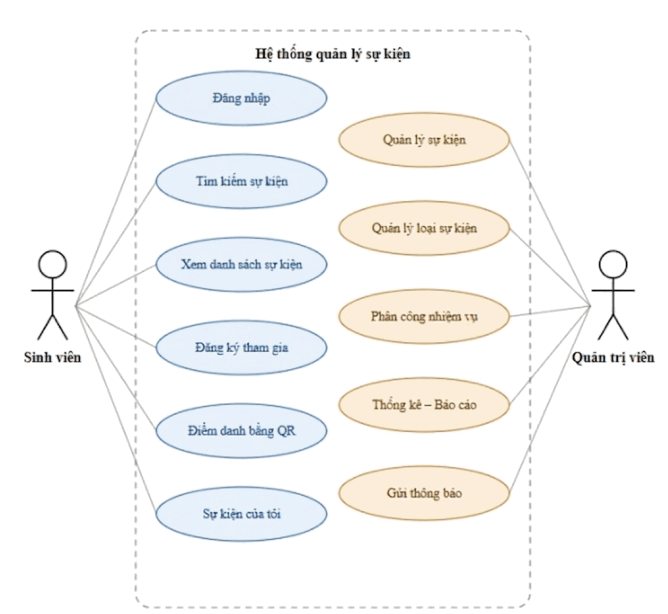 Hệ thống quản lý sự kiện
Đăng nhập
Tìm kiếm sự kiện
Xem danh sách sự kiện
Đăng ký tham gia
Điểm danh bằng QR
Sự kiện của tôi
Quản lý sự kiện
Quản lý loại sự kiện
Phân công nhiệm vụ
Thống kê – Báo cáo
Gửi thông báo
Sinh viên
Quản trị viên